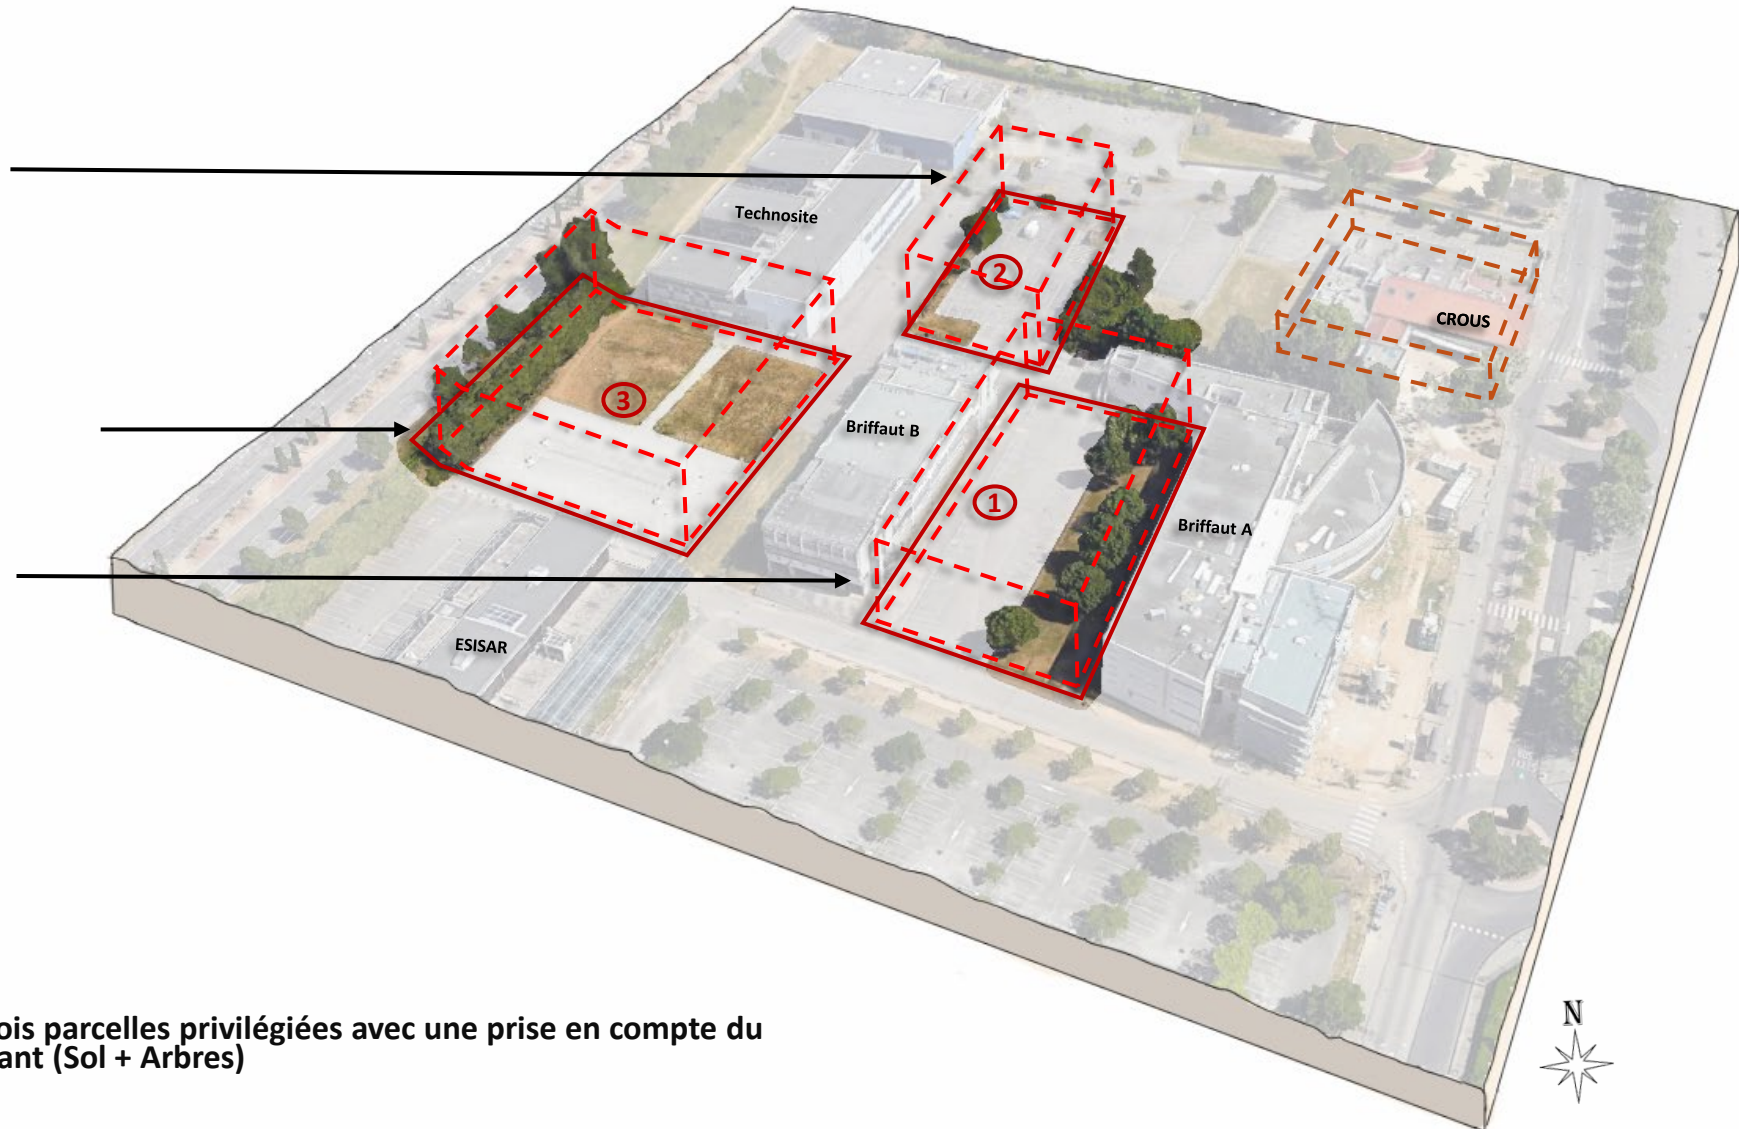 Technosite
2
CROUS
3
Briffaut B
1
Briffaut A
ESISAR
N
ois parcelles privilégiées avec une prise en compte du
ant (Sol + Arbres)